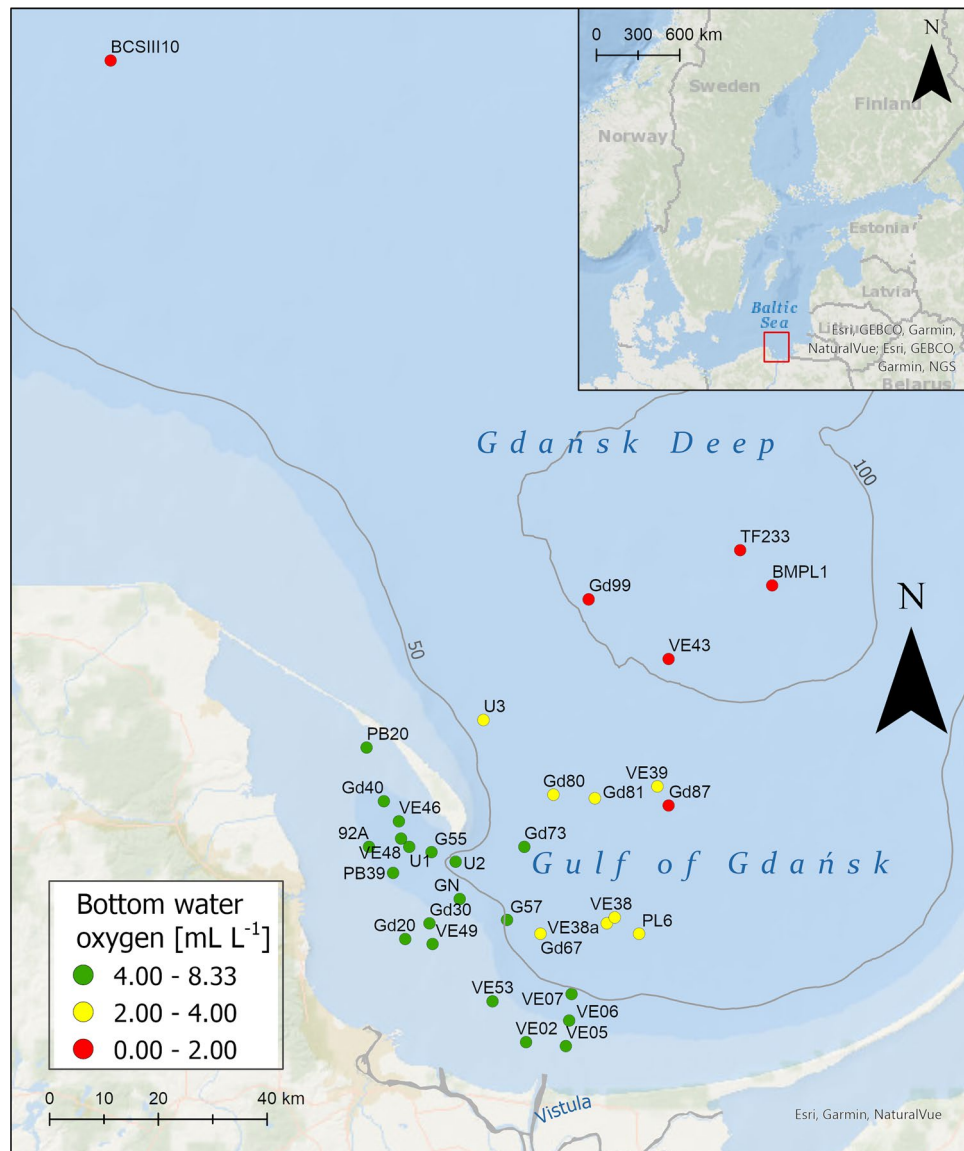 BCSIII10
0 300 600 km
N
Sweden
Finland
Norway
Estonia
Latvia
Baltic
Sea
Esri, GEBCO, Garmin,
NaturalVue; Esri, GEBCO,
Garmin, NGS
Belarus
Gdańsk Deep
100
TF233
BMPL1
Gd99
N
VE43
50
U3
PB20
Gd80
VE39
Gd81
Gd87
Gd40
VE46
92A
VE48
U1
G55
U2
Gd73
PB39
Gulf of Gdańsk
GN
Gd30
Gd20
VE49
G57
VE38
VE38a
PL6
Gd67
VE53
VE07
VE06
VE02
VE05
Bottom water
oxygen [mL L⁻¹]
4.00 - 8.33
2.00 - 4.00
0.00 - 2.00
0 10 20 40 km
Vistula
Esri, Garmin, NaturalVue